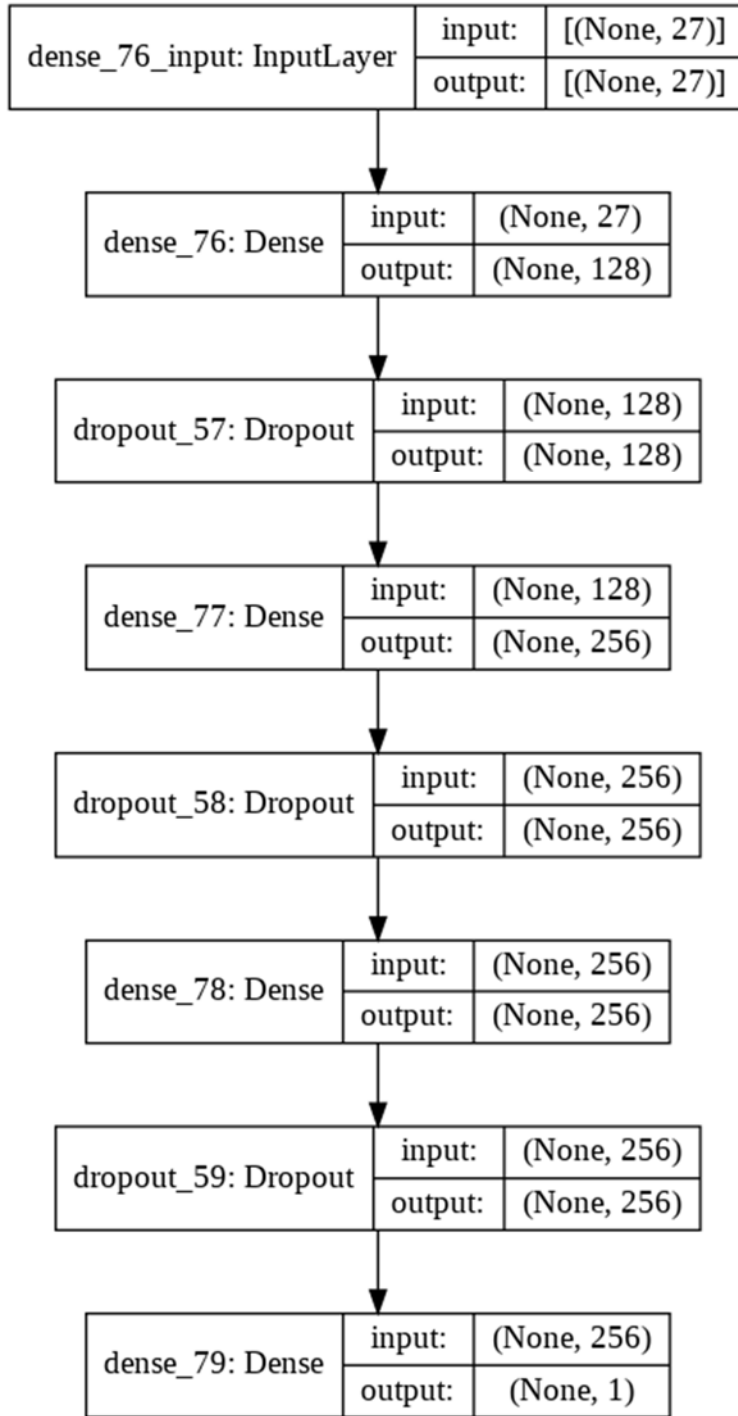 dense_76_input: InputLayer
input: [(None, 27)]
output: [(None, 27)]
dense_76: Dense
input: (None, 27)
output: (None, 128)
dropout_57: Dropout
input: (None, 128)
output: (None, 128)
dense_77: Dense
input: (None, 128)
output: (None, 256)
dropout_58: Dropout
input: (None, 256)
output: (None, 256)
dense_78: Dense
input: (None, 256)
output: (None, 256)
dropout_59: Dropout
input: (None, 256)
output: (None, 256)
dense_79: Dense
input: (None, 256)
output: (None, 1)